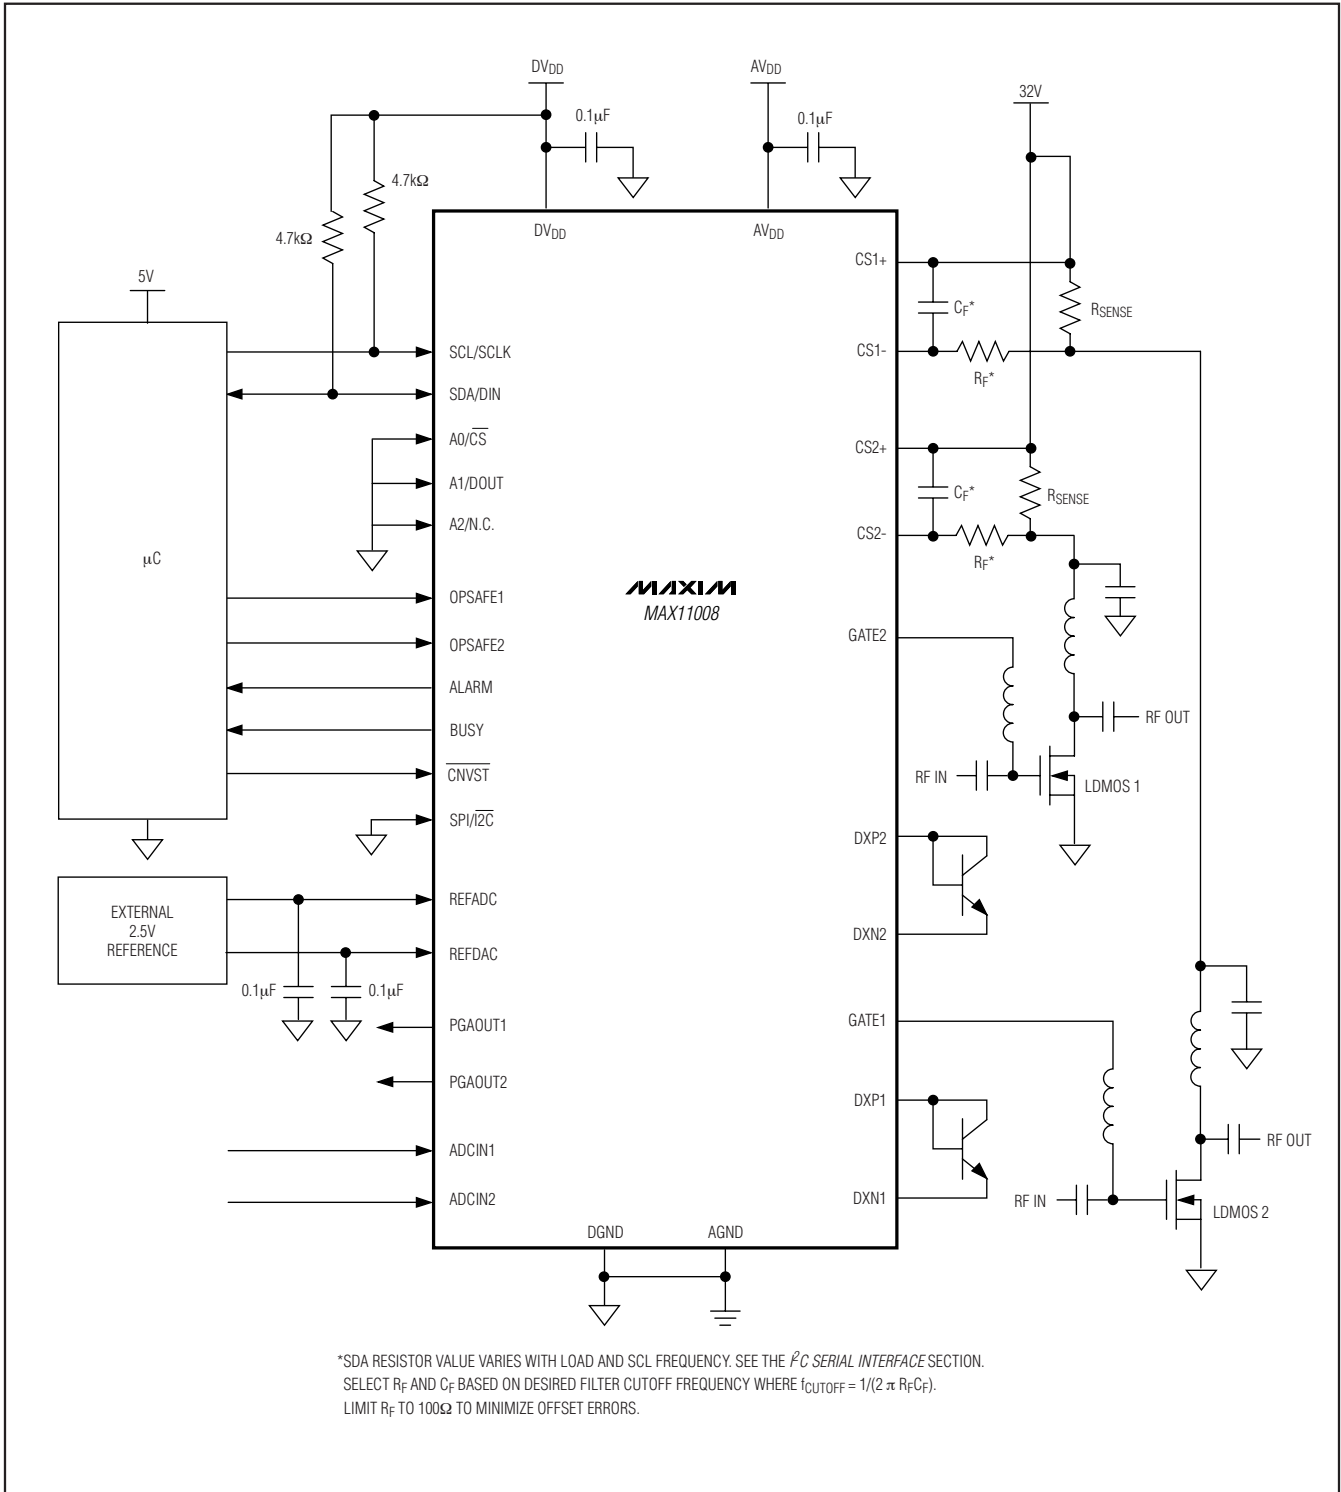 DVDD
AVDD
32V
0.1µF
0.1µF
4.7kΩ
4.7kΩ
5V
µC
DVDD
AVDD
SCL/SCLK
SDA/DIN
A0/C̅S̅
A1/DOUT
A2/N.C.
OPSAFE1
OPSAFE2
ALARM
BUSY
C̅N̅V̅S̅T̅
SPI/I̅2̅C̅
REFADC
REFDAC
PGAOUT1
PGAOUT2
ADCIN1
ADCIN2
EXTERNAL
2.5V
REFERENCE
0.1µF
0.1µF
MAXIM
MAX11008
DGND
AGND
CS1+
CF*
RSENSE
CS1-
RF*
CS2+
CF*
RSENSE
CS2-
RF*
GATE2
RF OUT
RF IN
LDMOS 1
DXP2
DXN2
GATE1
DXP1
RF OUT
DXN1
RF IN
LDMOS 2
*SDA RESISTOR VALUE VARIES WITH LOAD AND SCL FREQUENCY. SEE THE I²C SERIAL INTERFACE SECTION.
SELECT RF AND CF BASED ON DESIRED FILTER CUTOFF FREQUENCY WHERE fCUTOFF = 1/(2 π RFCF).
LIMIT RF TO 100Ω TO MINIMIZE OFFSET ERRORS.